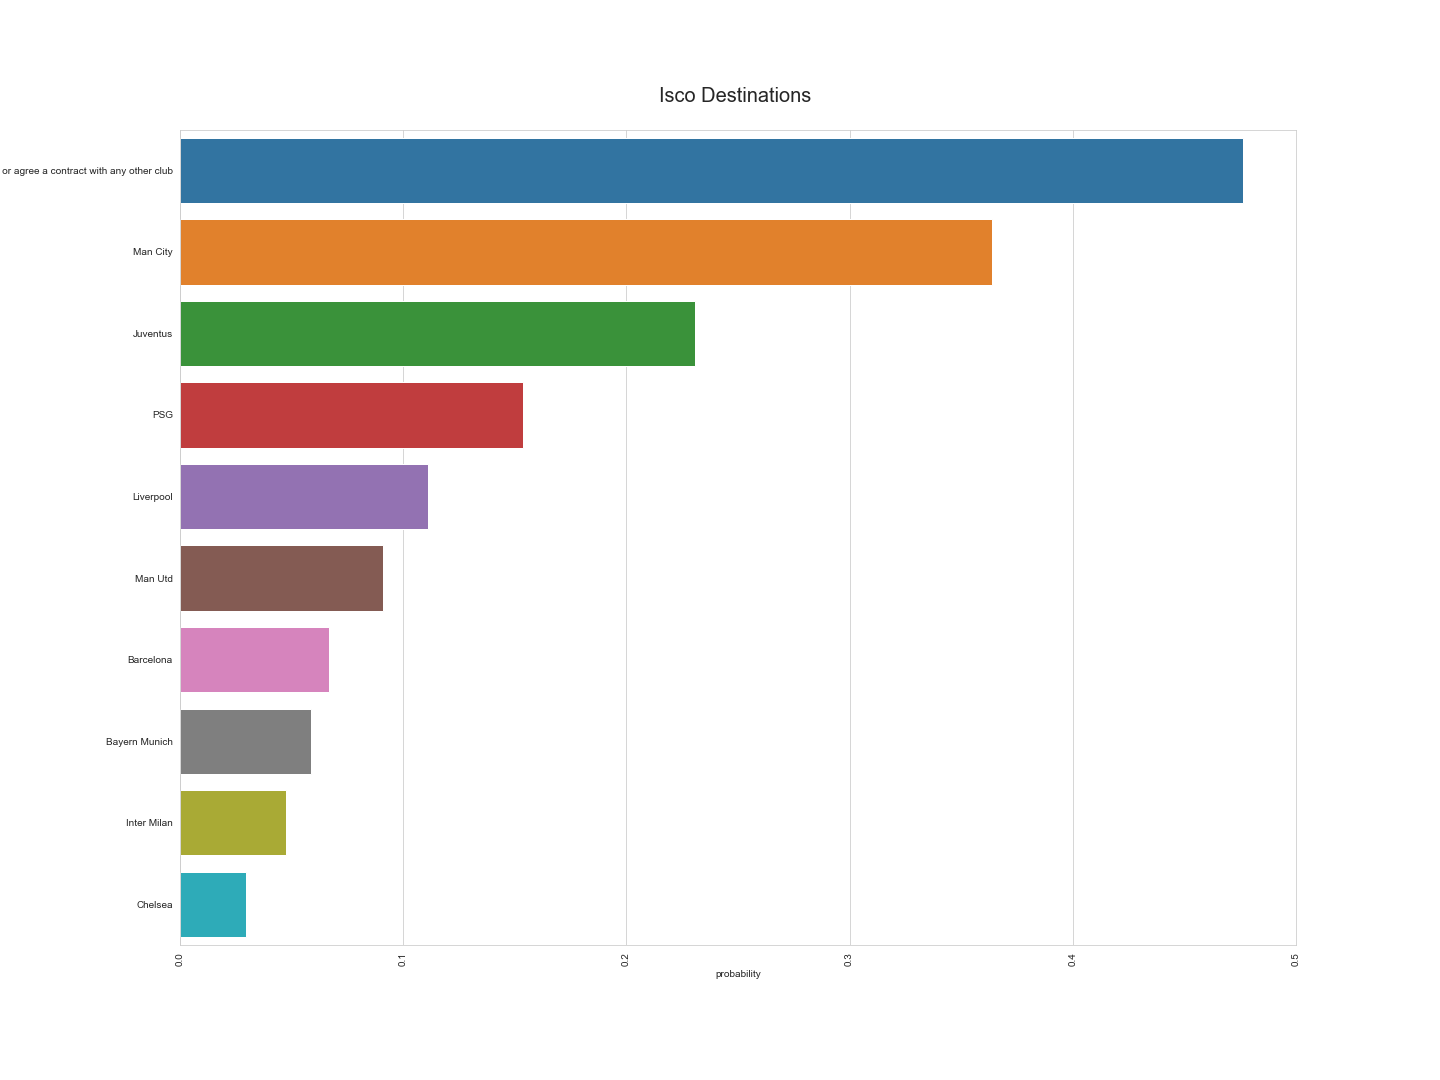 Isco Destinations
or agree a contract with any other club
Man City
Juventus
PSG
Liverpool
Man Utd
Barcelona
Bayern Munich
Inter Milan
Chelsea
0.0 0.1 0.2 0.3 0.4 0.5
probability